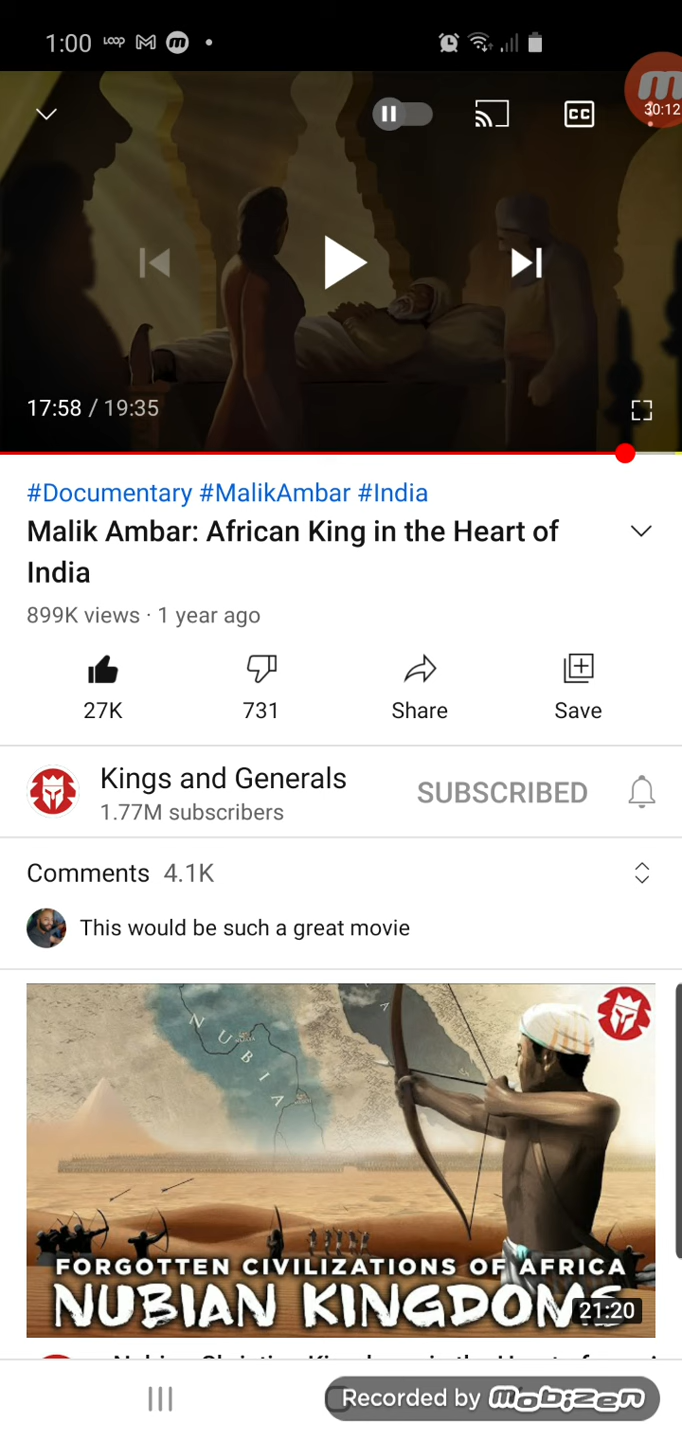 1:00 LOOP
30:12
CC
17:58 / 19:35
#Documentary #MalikAmbar #India
Malik Ambar: African King in the Heart of
India
899K views · 1 year ago
27K
731
Share
Save
Kings and Generals
1.77M subscribers
SUBSCRIBED
Comments 4.1K
This would be such a great movie
NUBIA
FORGOTTEN CIVILIZATIONS OF AFRICA
NUBIAN KINGDOMS
21:20
Recorded by mobizen